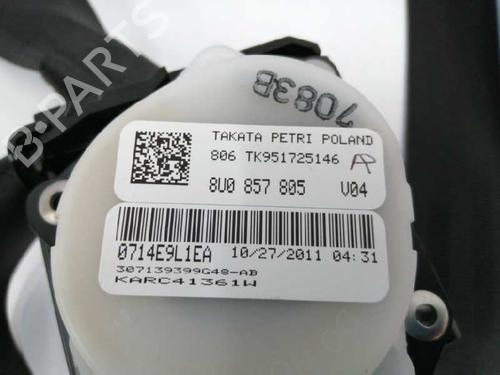 B-PARTS
7083B
TAKATA PETRI POLAND
806 TK951725146 AP
8U0 857 805 V04
0714E9L1EA 10/27/2011 04:31
307139399G48-AB
KARC41361W